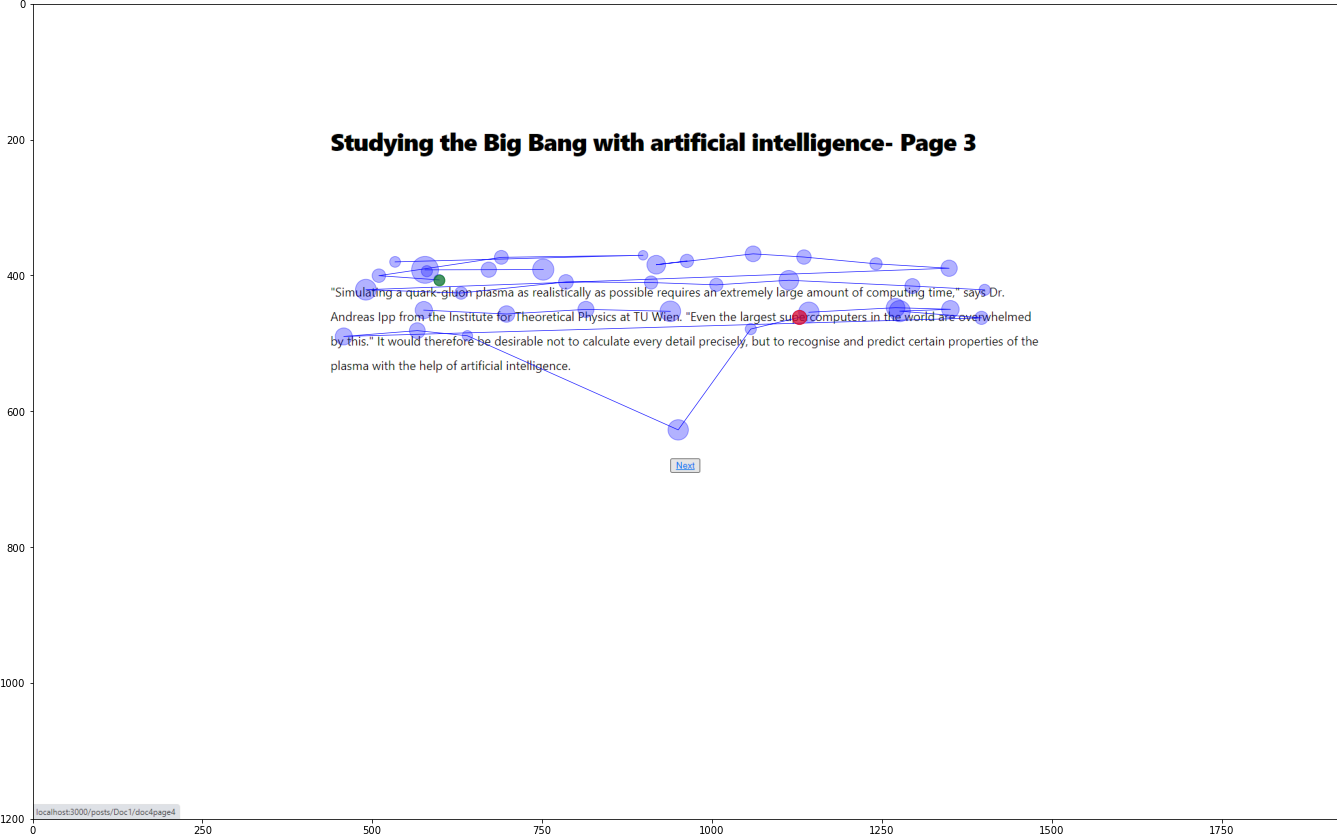 0
200
400
600
800
1000
1200
Studying the Big Bang with artificial intelligence- Page 3
"Simulating a quark-gluon plasma as realistically as possible requires an extremely large amount of computing time," says Dr.
Andreas Ipp from the Institute for Theoretical Physics at TU Wien. "Even the largest supercomputers in the world are overwhelmed
by this." It would therefore be desirable not to calculate every detail precisely, but to recognise and predict certain properties of the
plasma with the help of artificial intelligence.
Next
localhost:3000/posts/Doc1/doc4page4
0 250 500 750 1000 1250 1500 1750